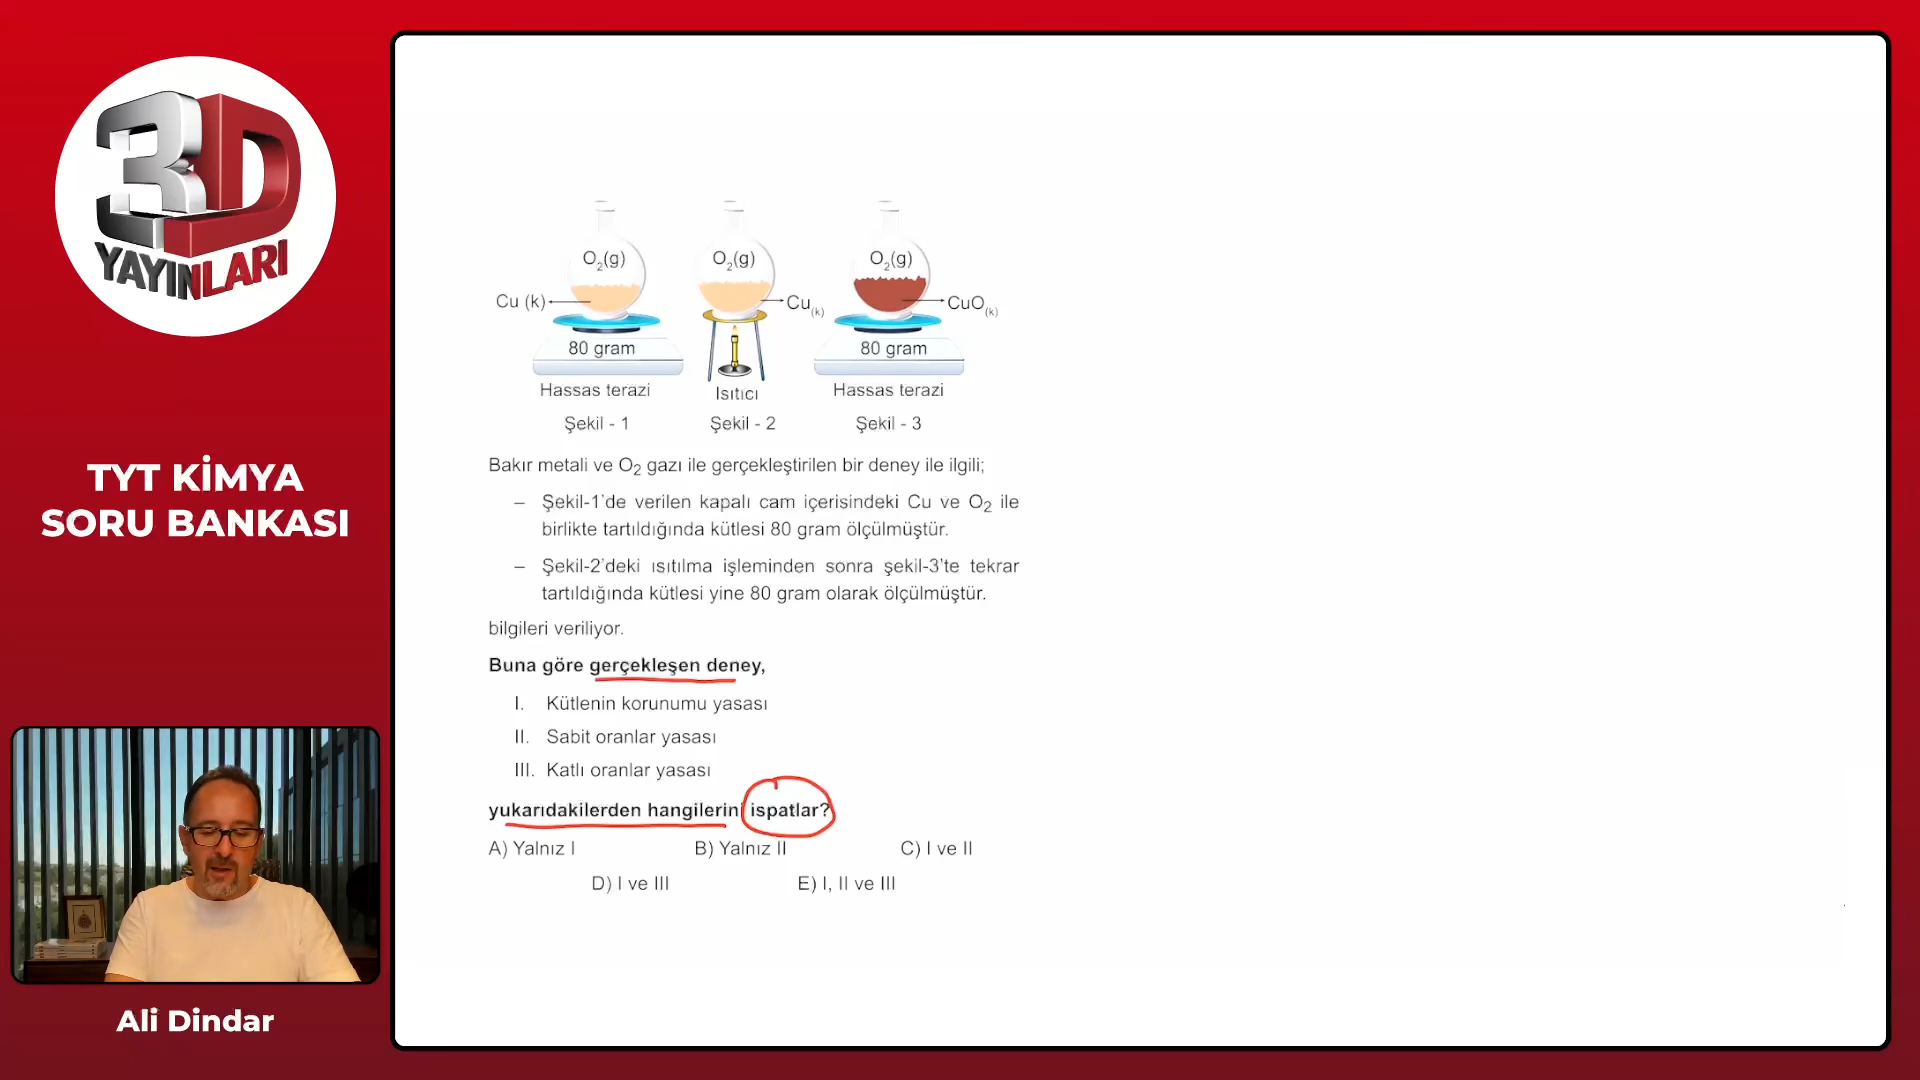 3D
YAYINLARI
TYT KİMYA
SORU BANKASI
Ali Dindar
O2(g) O2(g) O2(g)
Cu (k) Cu(k) CuO(k)
80 gram 80 gram
Hassas terazi Isıtıcı Hassas terazi
Şekil - 1 Şekil - 2 Şekil - 3
Bakır metali ve O2 gazı ile gerçekleştirilen bir deney ile ilgili;
– Şekil-1'de verilen kapalı cam içerisindeki Cu ve O2 ile
birlikte tartıldığında kütlesi 80 gram ölçülmüştür.
– Şekil-2'deki ısıtılma işleminden sonra şekil-3'te tekrar
tartıldığında kütlesi yine 80 gram olarak ölçülmüştür.
bilgileri veriliyor.
Buna göre gerçekleşen deney,
I. Kütlenin korunumu yasası
II. Sabit oranlar yasası
III. Katlı oranlar yasası
yukarıdakilerden hangilerini ispatlar?
A) Yalnız I B) Yalnız II C) I ve II
D) I ve III E) I, II ve III